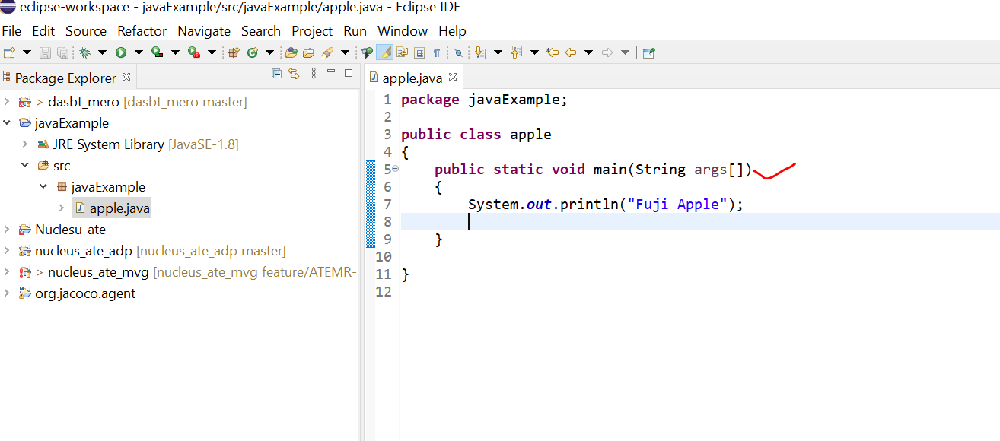 eclipse-workspace - javaExample/src/javaExample/apple.java - Eclipse IDE
File Edit Source Refactor Navigate Search Project Run Window Help
Package Explorer
> dasbt_mero [dasbt_mero master]
javaExample
JRE System Library [JavaSE-1.8]
src
javaExample
apple.java
Nuclesu_ate
nucleus_ate_adp [nucleus_ate_adp master]
> nucleus_ate_mvg [nucleus_ate_mvg feature/ATEMR-
org.jacoco.agent
apple.java
1 package javaExample;
2
3 public class apple
4 {
5 public static void main(String args[])
6 {
7 System.out.println("Fuji Apple");
8
9 }
10
11 }
12